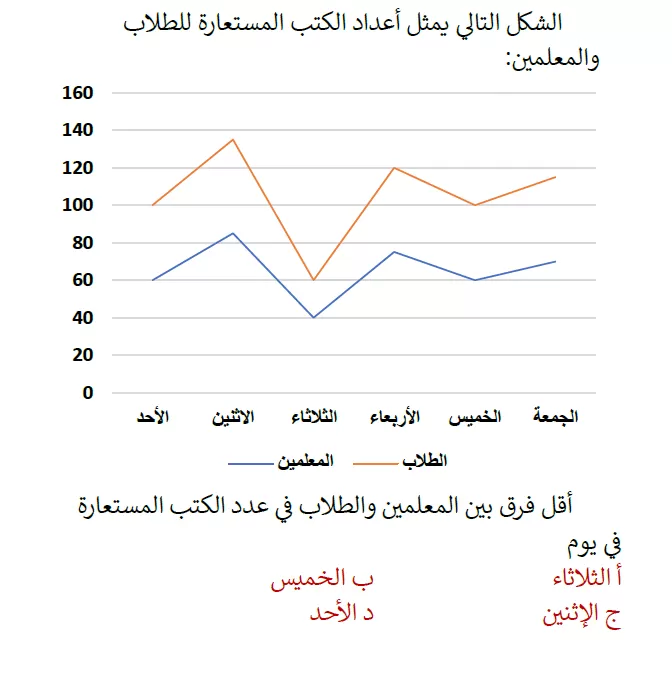 الشكل التالي يمثل أعداد الكتب المستعارة للطلاب
والمعلمين:
160
140
120
100
80
60
40
20
0
الأحد الاثنين الثلاثاء الأربعاء الخميس الجمعة
المعلمين الطلاب
أقل فرق بين المعلمين والطلاب في عدد الكتب المستعارة
في يوم
أ الثلاثاء ب الخميس
ج الإثنين د الأحد